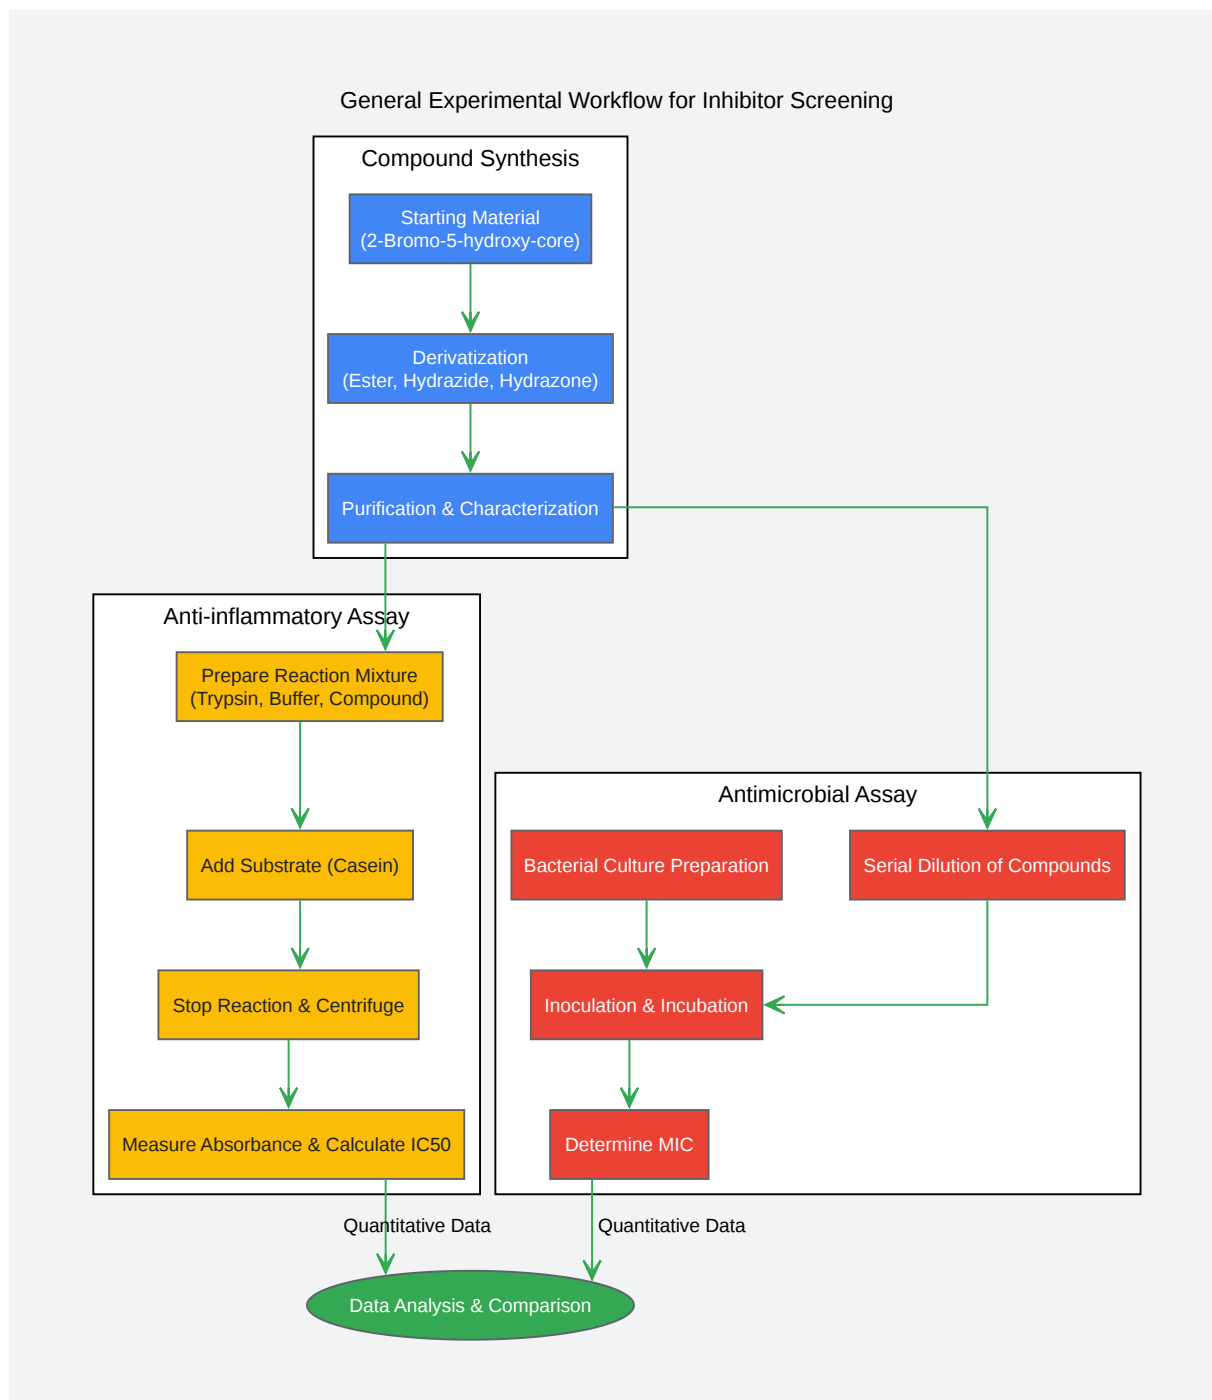 General Experimental Workflow for Inhibitor Screening
Compound Synthesis
Starting Material
(2-Bromo-5-hydroxy-core)
Derivatization
(Ester, Hydrazide, Hydrazone)
Purification & Characterization
Anti-inflammatory Assay
Prepare Reaction Mixture
(Trypsin, Buffer, Compound)
Add Substrate (Casein)
Stop Reaction & Centrifuge
Measure Absorbance & Calculate IC50
Antimicrobial Assay
Bacterial Culture Preparation
Serial Dilution of Compounds
Inoculation & Incubation
Determine MIC
Quantitative Data
Quantitative Data
Data Analysis & Comparison